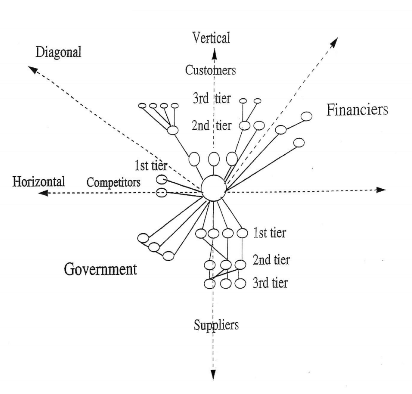 Vertical
Diagonal
Customers
3rd tier
Financiers
2nd tier
1st tier
Horizontal
Competitors
1st tier
Government
2nd tier
3rd tier
Suppliers